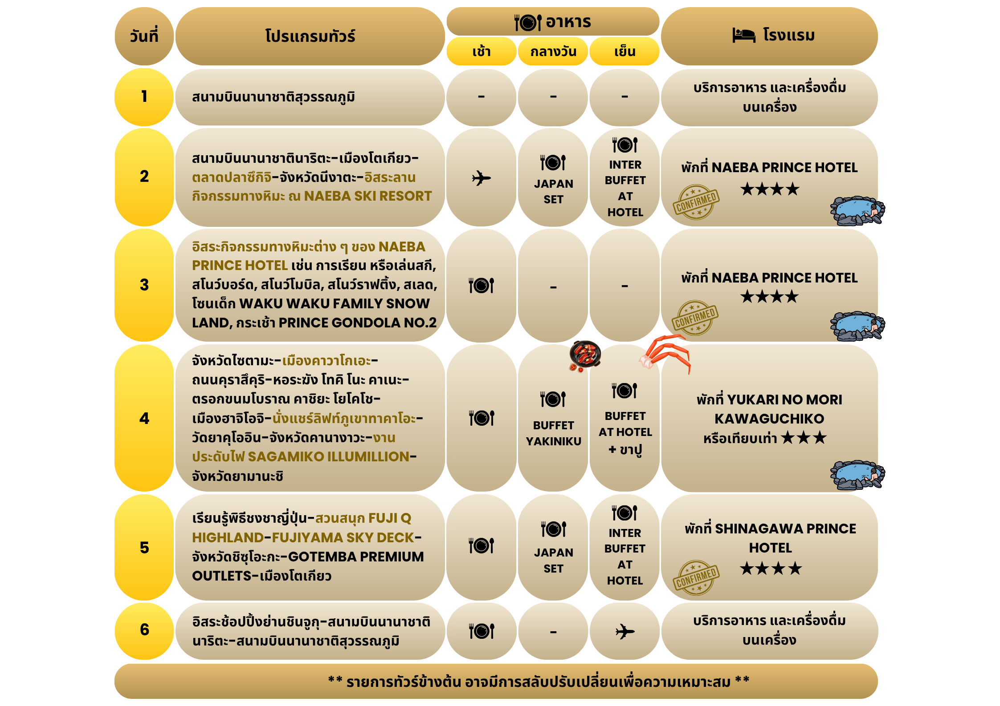 วันที่
โปรแกรมทัวร์
อาหาร
เช้า
กลางวัน
เย็น
โรงแรม
1
สนามบินนานาชาติสุวรรณภูมิ
-
-
-
บริการอาหาร และเครื่องดื่ม
บนเครื่อง
2
สนามบินนานาชาตินาริตะ-เมืองโตเกียว-
ตลาดปลาซึกิจิ-จังหวัดนีงาตะ-อิสระลาน
กิจกรรมทางหิมะ ณ NAEBA SKI RESORT
JAPAN
SET
INTER
BUFFET
AT
HOTEL
พักที่ NAEBA PRINCE HOTEL
★★★★
CONFIRMED
3
อิสระกิจกรรมทางหิมะต่าง ๆ ของ NAEBA
PRINCE HOTEL เช่น การเรียน หรือเล่นสกี,
สโนว์บอร์ด, สโนว์โมบิล, สโนว์ราฟติ้ง, สเลด,
โซนเด็ก WAKU WAKU FAMILY SNOW
LAND, กระเช้า PRINCE GONDOLA NO.2
-
-
พักที่ NAEBA PRINCE HOTEL
★★★★
CONFIRMED
4
จังหวัดไซตามะ-เมืองคาวาโกเอะ-
ถนนคุราสึคุริ-หอระฆัง โทคิ โนะ คาเนะ-
ตรอกขนมโบราณ คาชิยะ โยโคโช-
เมืองฮาจิโอจิ-นั่งแชร์ลิฟท์ภูเขาทาคาโอะ-
วัดยาคุโออิน-จังหวัดคานางาวะ-งาน
ประดับไฟ SAGAMIKO ILLUMILLION-
จังหวัดยามานะชิ
BUFFET
YAKINIKU
BUFFET
AT HOTEL
+ ขาปู
พักที่ YUKARI NO MORI
KAWAGUCHIKO
หรือเทียบเท่า ★★★
5
เรียนรู้พิธีชงชาญี่ปุ่น-สวนสนุก FUJI Q
HIGHLAND-FUJIYAMA SKY DECK-
จังหวัดชิซุโอะกะ-GOTEMBA PREMIUM
OUTLETS-เมืองโตเกียว
JAPAN
SET
INTER
BUFFET
AT
HOTEL
พักที่ SHINAGAWA PRINCE
HOTEL
★★★★
CONFIRMED
6
อิสระช้อปปิ้งย่านชินจูกุ-สนามบินนานาชาติ
นาริตะ-สนามบินนานาชาติสุวรรณภูมิ
-
บริการอาหาร และเครื่องดื่ม
บนเครื่อง
** รายการทัวร์ข้างต้น อาจมีการสลับปรับเปลี่ยนเพื่อความเหมาะสม **